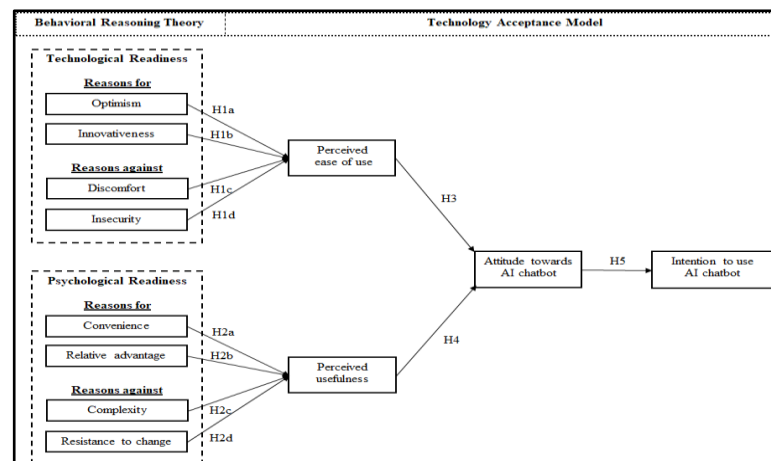 Behavioral Reasoning Theory
Technology Acceptance Model
Technological Readiness
Reasons for
Optimism
H1a
Innovativeness
H1b
Perceived
ease of use
Reasons against
Discomfort
H1c
Insecurity
H1d
H3
Attitude towards
AI chatbot
H5
Intention to use
AI chatbot
Psychological Readiness
Reasons for
Convenience
H2a
Relative advantage
H2b
H4
Perceived
usefulness
Reasons against
Complexity
H2c
Resistance to change
H2d